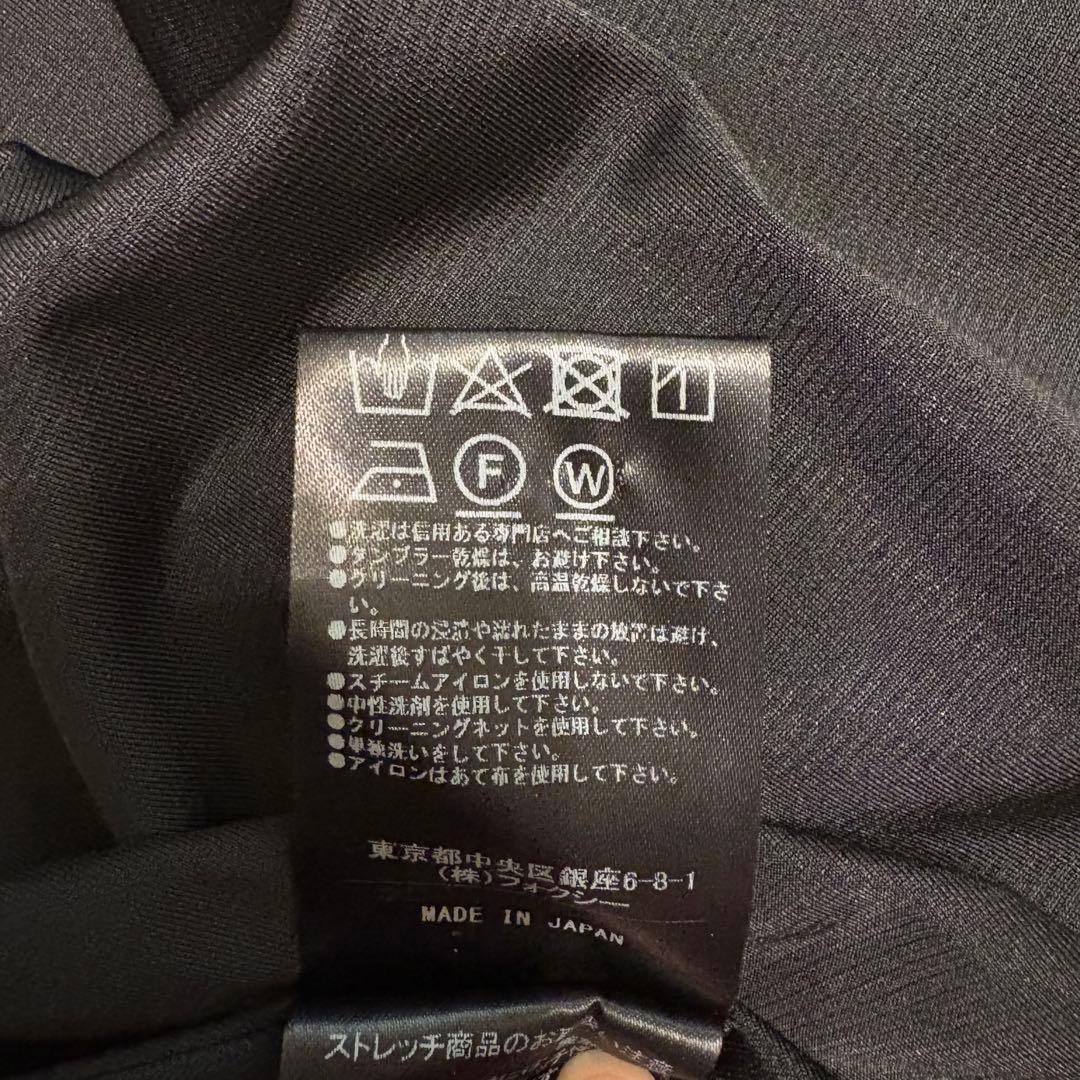 F W
●洗濯は信用ある専門店へご相談下さい。
●タンブラー乾燥は、お避け下さい。
●クリーニング後は、高温乾燥しないで下さ
い。
●長時間の浸漬や濡れたままの放置は避け、
洗濯後すばやく干して下さい。
●スチームアイロンを使用しないで下さい。
●中性洗剤を使用して下さい。
●クリーニングネットを使用して下さい。
●単独洗いをして下さい。
●アイロンはあて布を使用して下さい。
東京都中央区銀座6-8-1
(株)フォクシー
MADE IN JAPAN
ストレッチ商品のお